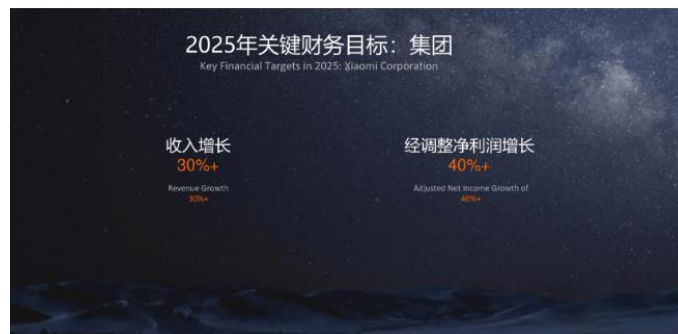 2025年关键财务目标：集团
Key Financial Targets in 2025: Xiaomi Corporation
收入增长
30%+
Revenue Growth
30%+
经调整净利润增长
40%+
Adjusted Net Income Growth of
40%+